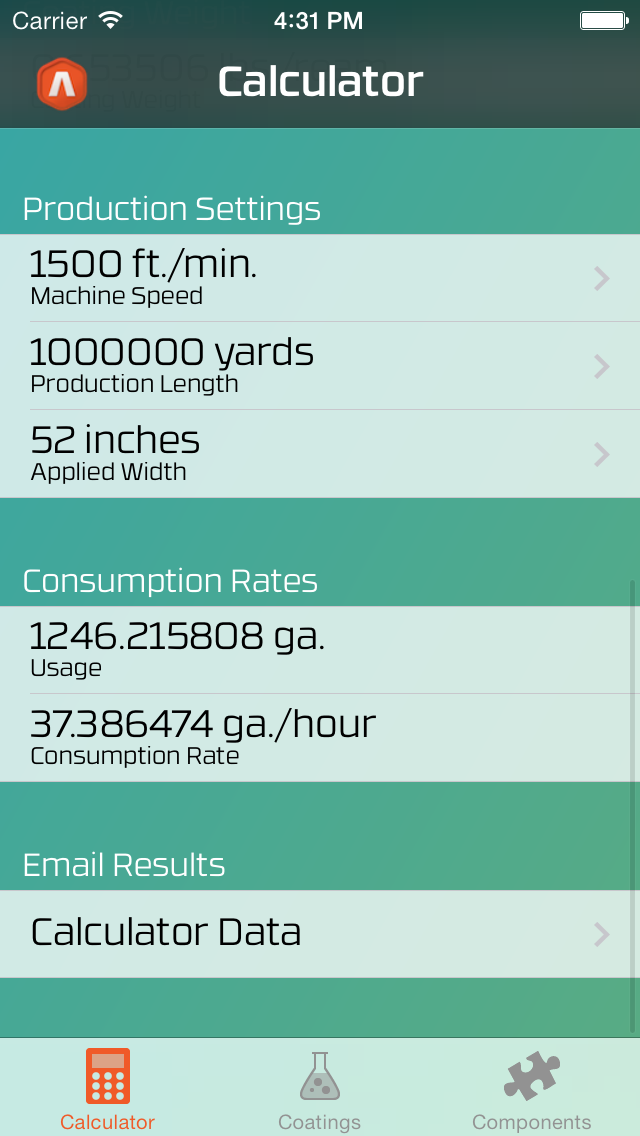 Carrier 4:31 PM
Calculator
Production Settings
1500 ft./min.
Machine Speed
1000000 yards
Production Length
52 inches
Applied Width
Consumption Rates
1246.215808 ga.
Usage
37.386474 ga./hour
Consumption Rate
Email Results
Calculator Data
Calculator Coatings Components